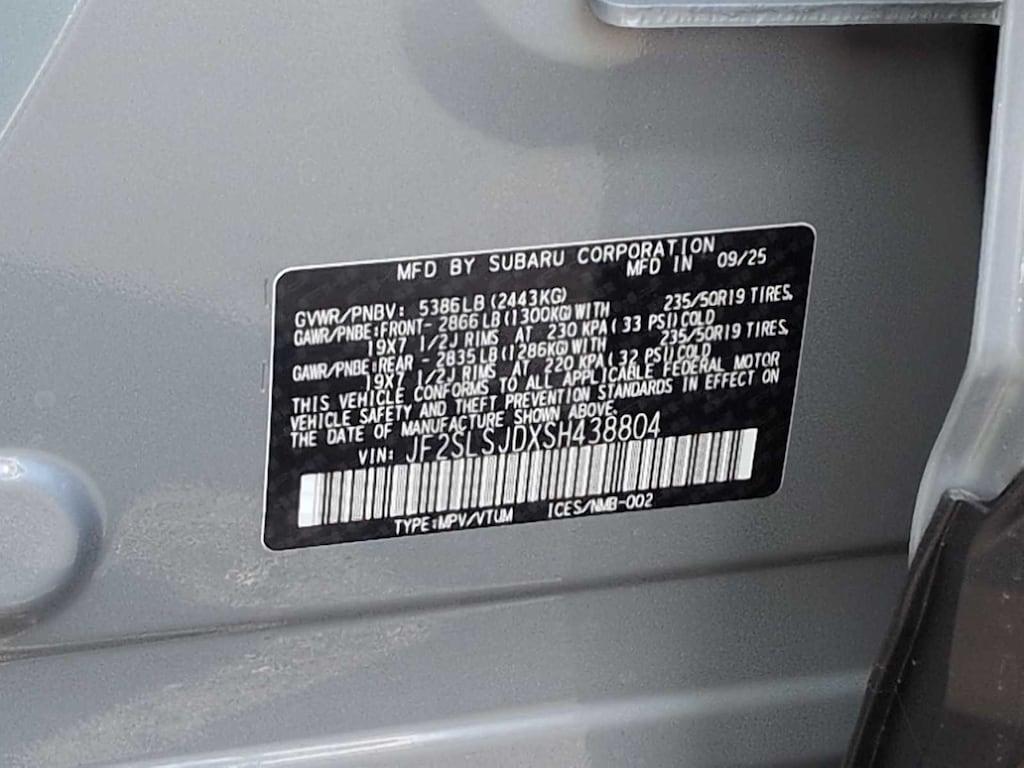 MFD BY SUBARU CORPORATION
MFD IN 09/25
GVWR/PNBV: 5386LB(2443KG)
GAWR/PNBE:FRONT- 2866LB(1300KG)WITH 235/50R19 TIRES,
19X7 1/2J RIMS AT 230 KPA(33 PSI)COLD
GAWR/PNBE:REAR - 2835LB(1286KG)WITH 235/50R19 TIRES,
19X7 1/2J RIMS AT 220 KPA(32 PSI)COLD
THIS VEHICLE CONFORMS TO ALL APPLICABLE FEDERAL MOTOR
VEHICLE SAFETY AND THEFT PREVENTION STANDARDS IN EFFECT ON
THE DATE OF MANUFACTURE SHOWN ABOVE.
VIN: JF2SLSJDXSH438804
TYPE:MPV/VTUM ICES/NMB-002